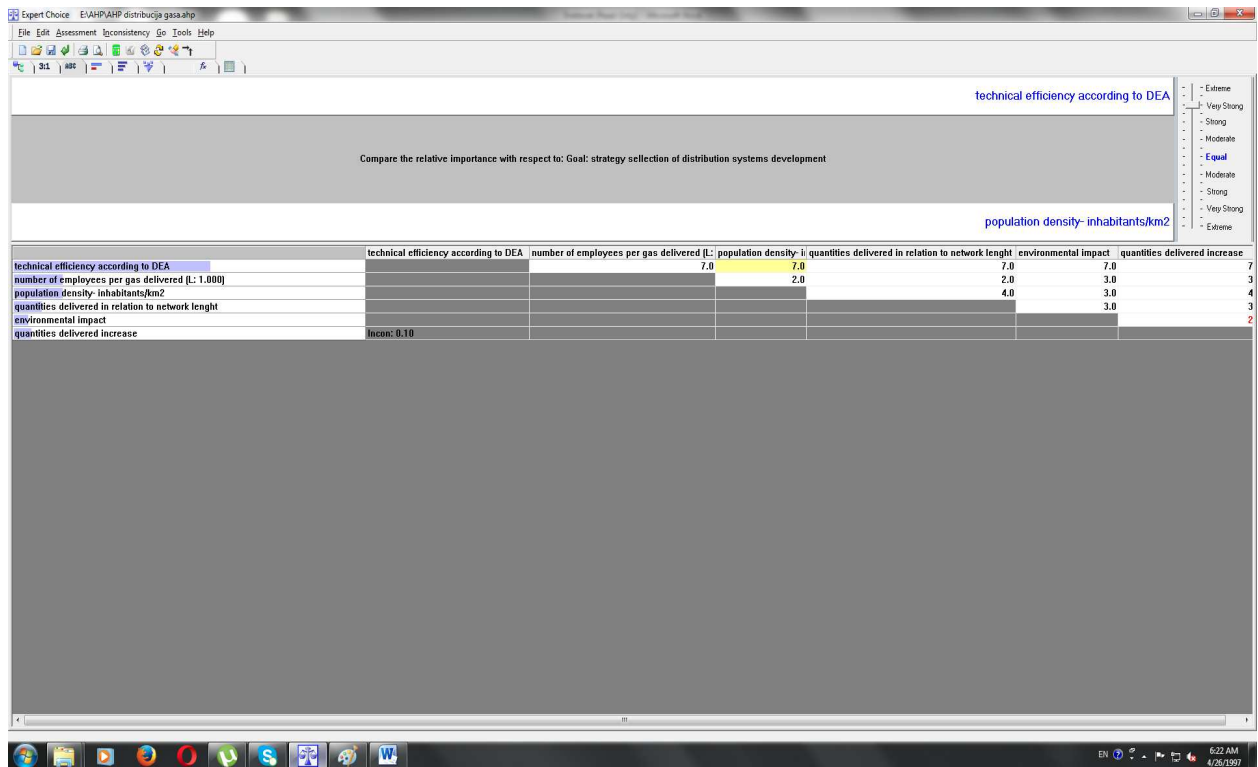 Expert Choice E:\AHP\AHP distribucija gasa.ahp
File Edit Assessment Inconsistency Go Tools Help
3:1 ABC
technical efficiency according to DEA
Compare the relative importance with respect to: Goal: strategy sellection of distribution systems development
population density- inhabitants/km2
Extreme
Very Strong
Strong
Moderate
Equal
Moderate
Strong
Very Strong
Extreme
technical efficiency according to DEA number of employees per gas delivered (L: population density- i quantities delivered in relation to network lenght environmental impact quantities delivered increase
technical efficiency according to DEA 7.0 7.0 7.0 7.0 7
number of employees per gas delivered (L: 1.000) 2.0 2.0 3.0 3
population density- inhabitants/km2 4.0 3.0 4
quantities delivered in relation to network lenght 3.0 3
environmental impact 2
quantities delivered increase Incon: 0.10
EN 6:22 AM
4/26/1997